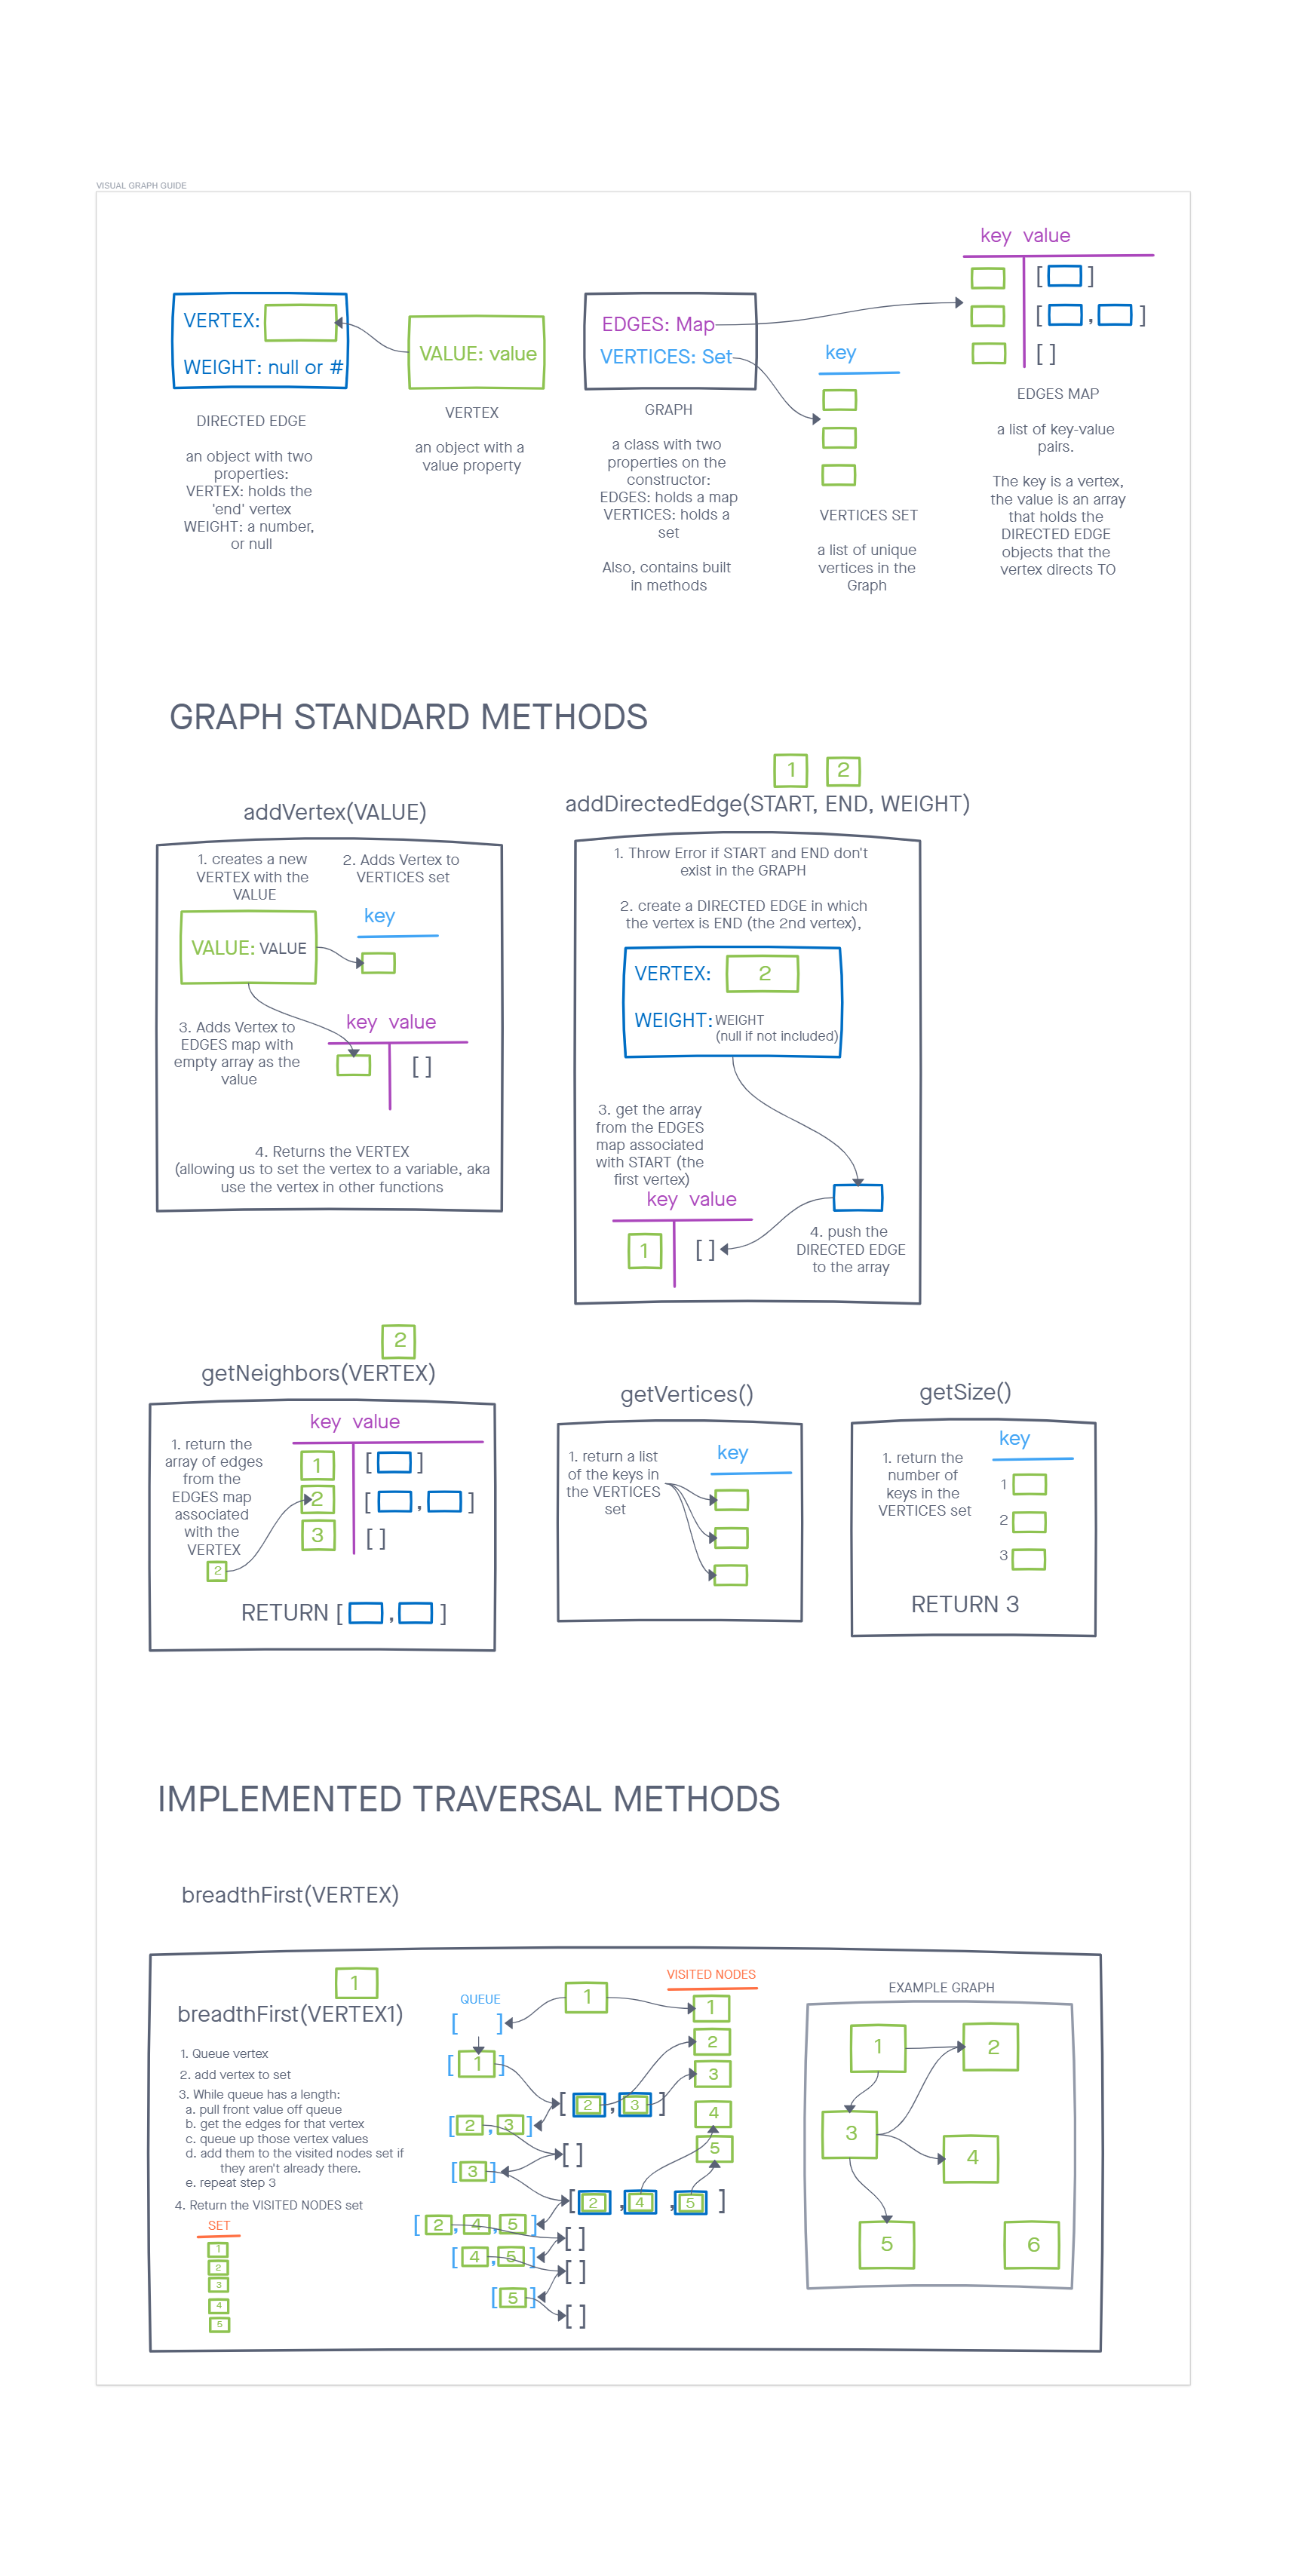 VISUAL GRAPH GUIDE
VERTEX:
WEIGHT: null or #
DIRECTED EDGE
an object with two
properties:
VERTEX: holds the
'end' vertex
WEIGHT: a number,
or null
VALUE: value
VERTEX
an object with a
value property
EDGES: Map
VERTICES: Set
GRAPH
a class with two
properties on the
constructor:
EDGES: holds a map
VERTICES: holds a
set
Also, contains built
in methods
key
VERTICES SET
a list of unique
vertices in the
Graph
key value
[ ]
[ , ]
[ ]
EDGES MAP
a list of key-value
pairs.
The key is a vertex,
the value is an array
that holds the
DIRECTED EDGE
objects that the
vertex directs TO
GRAPH STANDARD METHODS
addVertex(VALUE)
1. creates a new
VERTEX with the
VALUE
2. Adds Vertex to
VERTICES set
VALUE: VALUE
key
3. Adds Vertex to
EDGES map with
empty array as the
value
key value
[ ]
4. Returns the VERTEX
(allowing us to set the vertex to a variable, aka
use the vertex in other functions
1 2
addDirectedEdge(START, END, WEIGHT)
1. Throw Error if START and END don't
exist in the GRAPH
2. create a DIRECTED EDGE in which
the vertex is END (the 2nd vertex),
VERTEX: 2
WEIGHT: WEIGHT
(null if not included)
3. get the array
from the EDGES
map associated
with START (the
first vertex)
key value
1 [ ]
4. push the
DIRECTED EDGE
to the array
2
getNeighbors(VERTEX)
1. return the
array of edges
from the
EDGES map
associated
with the
VERTEX
2
key value
1 [ ]
2 [ , ]
3 [ ]
RETURN [ , ]
getVertices()
1. return a list
of the keys in
the VERTICES
set
key
getSize()
1. return the
number of
keys in the
VERTICES set
key
1
2
3
RETURN 3
IMPLEMENTED TRAVERSAL METHODS
breadthFirst(VERTEX)
1
breadthFirst(VERTEX1)
1. Queue vertex
2. add vertex to set
3. While queue has a length:
a. pull front value off queue
b. get the edges for that vertex
c. queue up those vertex values
d. add them to the visited nodes set if
they aren't already there.
e. repeat step 3
4. Return the VISITED NODES set
SET
1
2
3
4
5
QUEUE
[ ]
[ 1 ]
[ 2 , 3 ]
[ 3 ]
[ 2 , 4 , 5 ]
[ 4 , 5 ]
[ 5 ]
1
[ 2 , 3 ]
[ ]
[ 2 , 4 , 5 ]
[ ]
[ ]
[ ]
VISITED NODES
1
2
3
4
5
EXAMPLE GRAPH
1 2
3
4
5 6